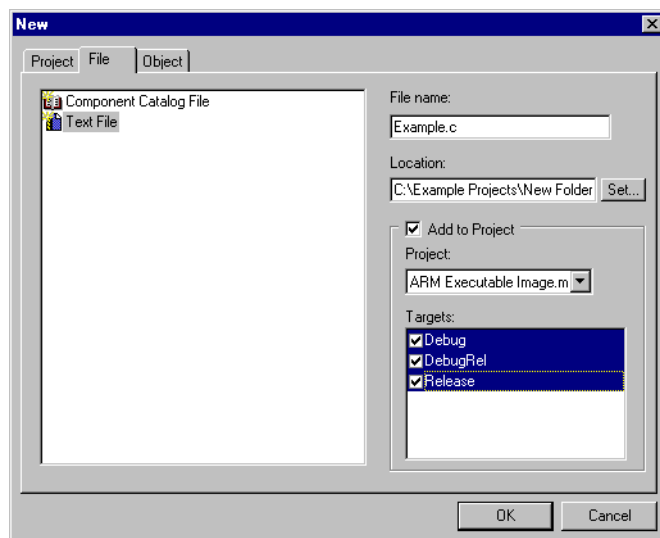 New
Project File Object
Component Catalog File
Text File
File name:
Example.c
Location:
C:\Example Projects\New Folder Set...
Add to Project
Project:
ARM Executable Image.m
Targets:
Debug
DebugRel
Release
OK Cancel